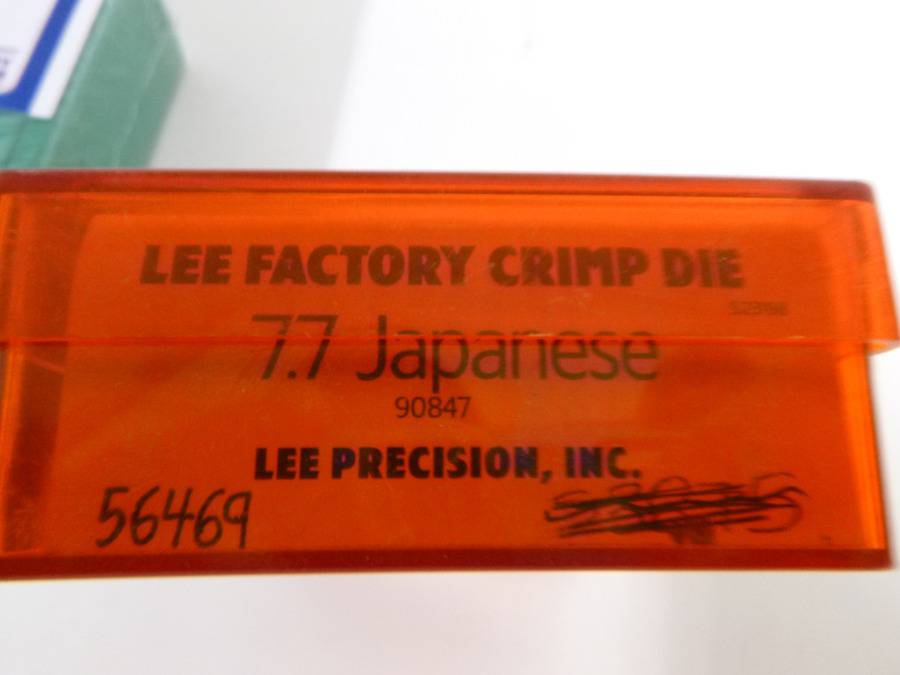 LEE FACTORY CRIMP DIE
7.7 Japanese
90847
LEE PRECISION, INC.
56469